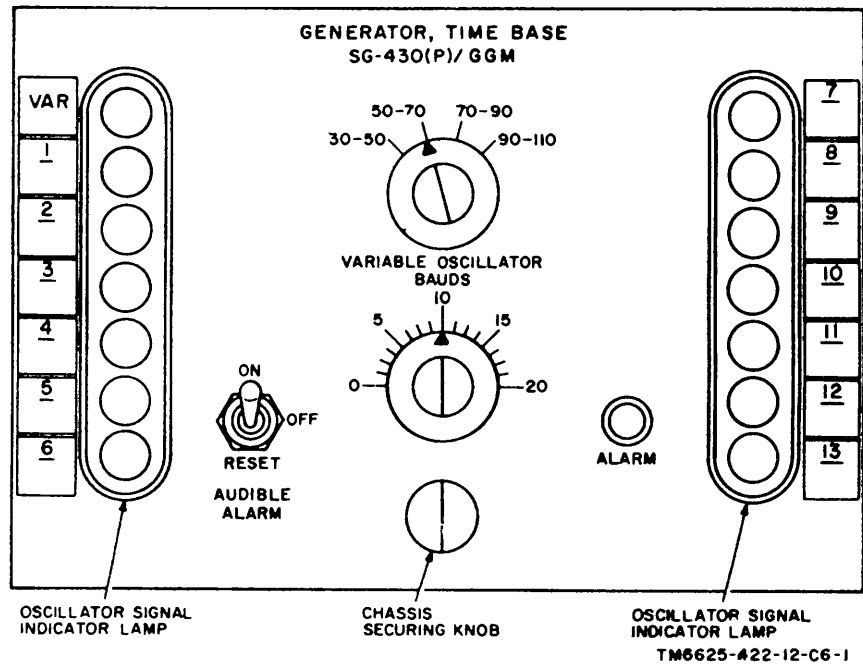 GENERATOR, TIME BASE
SG-430(P)/GGM
VAR
1
2
3
4
5
6
50-70
70-90
30-50
90-110
VARIABLE OSCILLATOR
BAUDS
10
5
15
0
20
ON
OFF
RESET
AUDIBLE
ALARM
ALARM
7
8
9
10
11
12
13
OSCILLATOR SIGNAL
INDICATOR LAMP
CHASSIS
SECURING KNOB
OSCILLATOR SIGNAL
INDICATOR LAMP
TM6625-422-12-C6-1